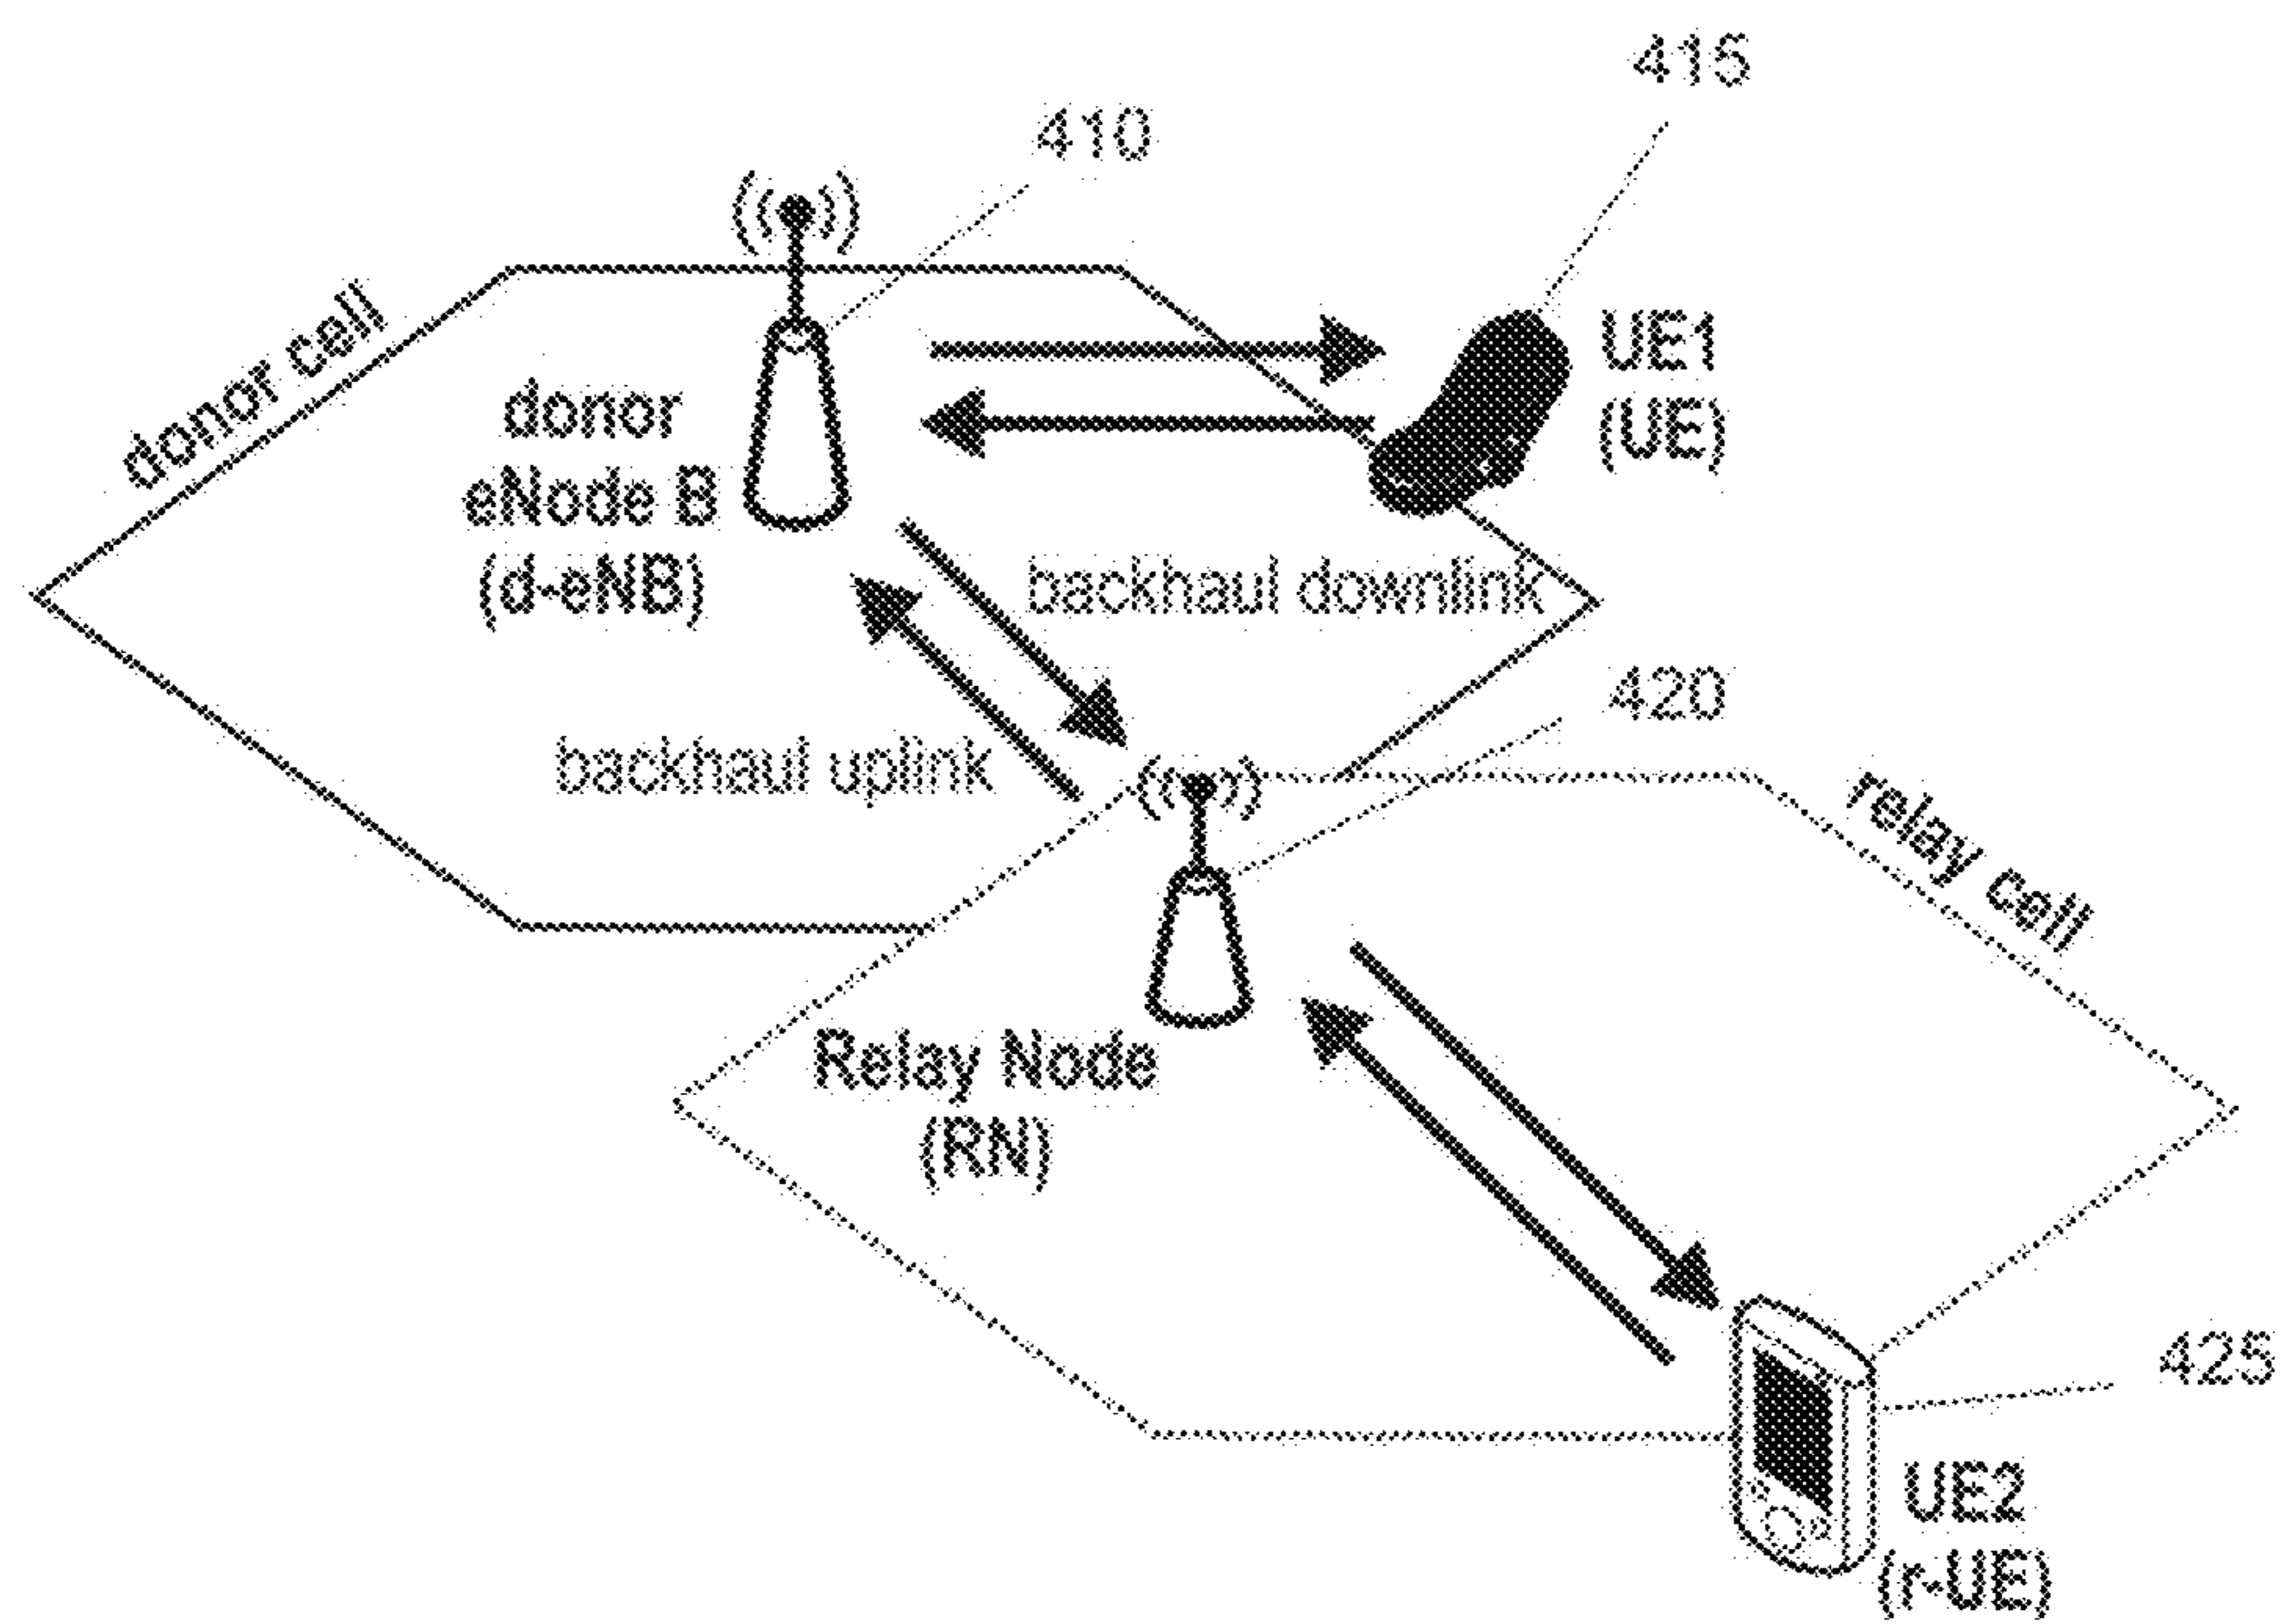 415
410
donor cell
UE1
(UE)
donor
eNode B
(d-eNB)
backhaul downlink
420
backhaul uplink
relay cell
Relay Node
(RN)
425
UE2
(r-UE)